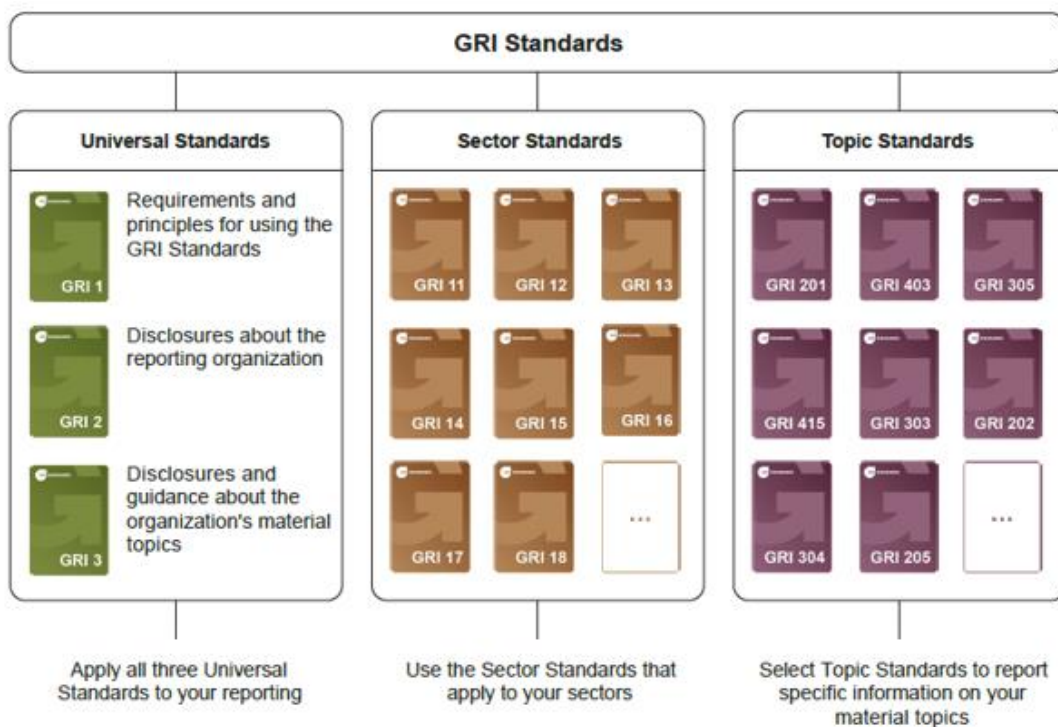 GRI Standards
Universal Standards
GRI 1
Requirements and
principles for using the
GRI Standards
GRI 2
Disclosures about the
reporting organization
GRI 3
Disclosures and
guidance about the
organization's material
topics
Apply all three Universal
Standards to your reporting
Sector Standards
GRI 11
GRI 12
GRI 13
GRI 14
GRI 15
GRI 16
GRI 17
GRI 18
...
Use the Sector Standards that
apply to your sectors
Topic Standards
GRI 201
GRI 403
GRI 305
GRI 415
GRI 303
GRI 202
GRI 304
GRI 205
...
Select Topic Standards to report
specific information on your
material topics